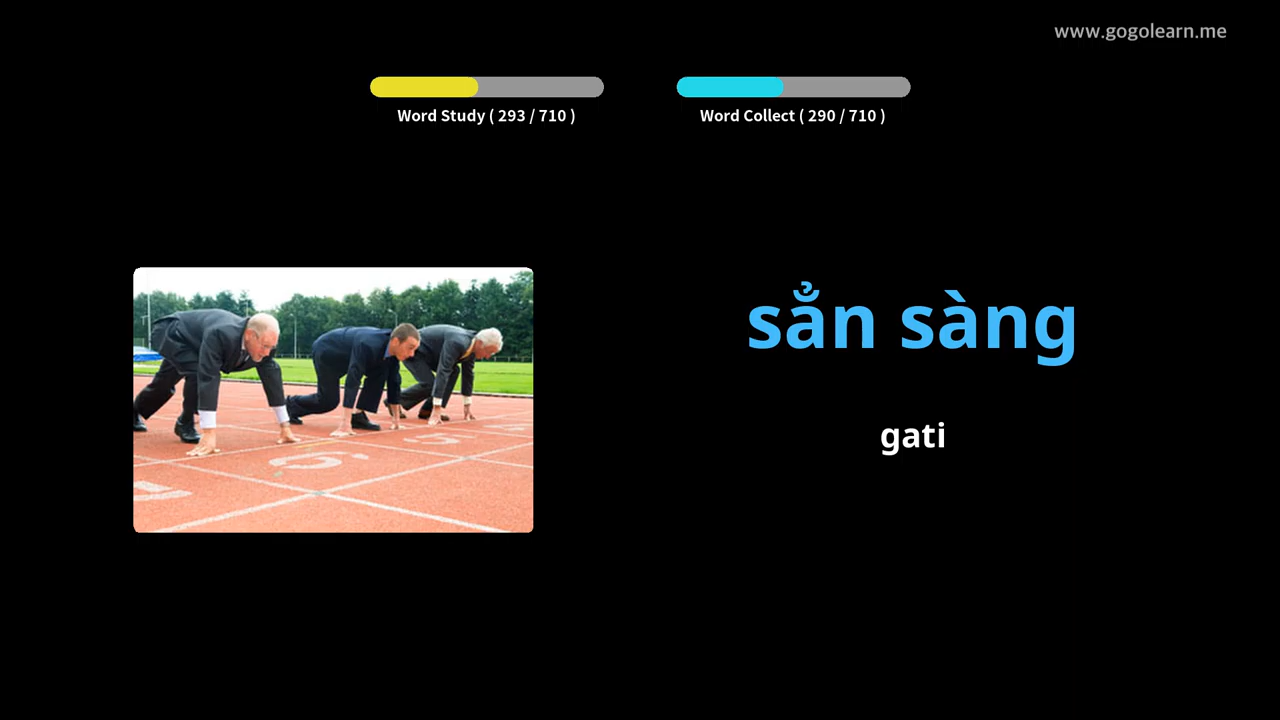 www.gogolearn.me
Word Study ( 293 / 710 )
Word Collect ( 290 / 710 )
sẳn sàng
gati